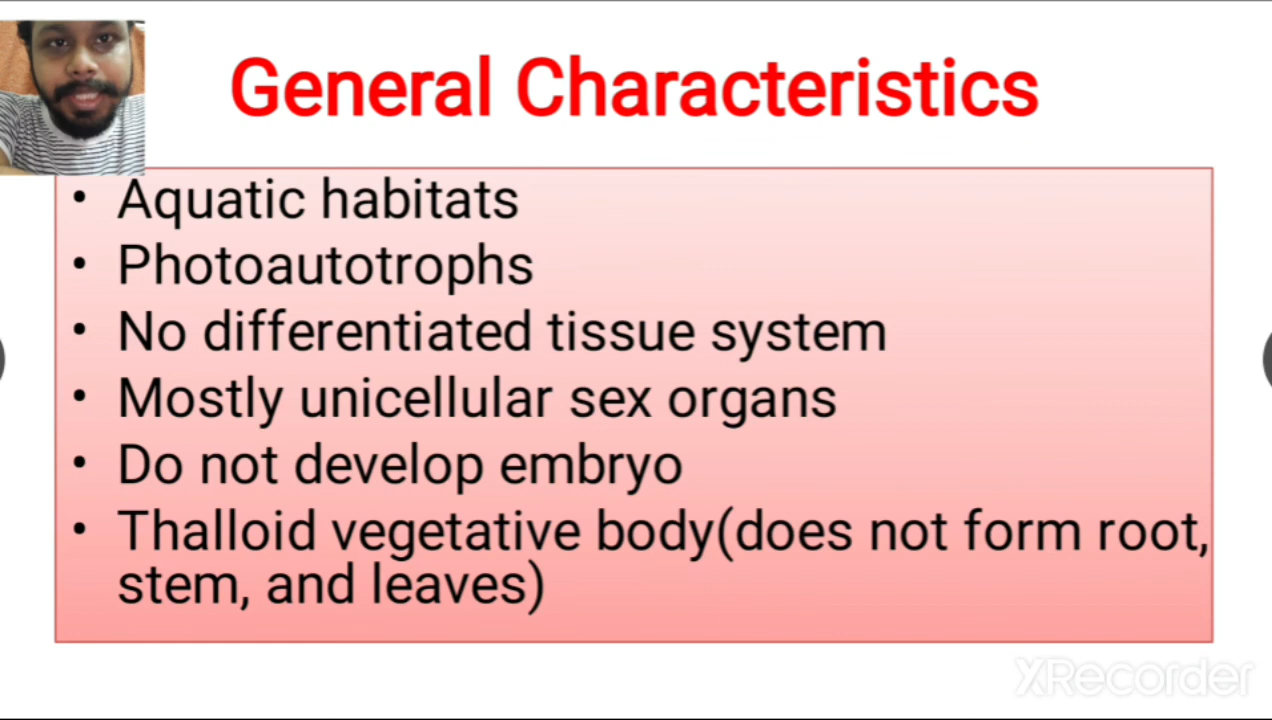 General Characteristics
• Aquatic habitats
• Photoautotrophs
• No differentiated tissue system
• Mostly unicellular sex organs
• Do not develop embryo
• Thalloid vegetative body(does not form root,
stem, and leaves)
XRecorder